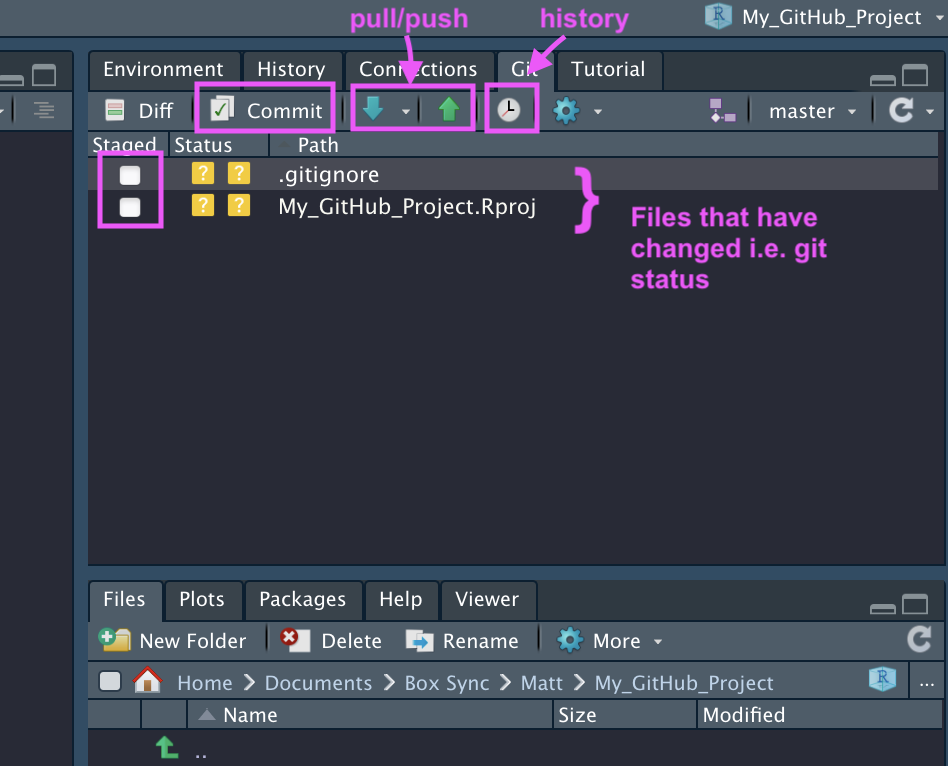 pull/push history
My_GitHub_Project
Environment History Connections Git Tutorial
Diff Commit master
Staged Status Path
? ? .gitignore
? ? My_GitHub_Project.Rproj
} Files that have
changed i.e. git
status
Files Plots Packages Help Viewer
New Folder Delete Rename More
Home Documents Box Sync Matt My_GitHub_Project ...
Name Size Modified
..